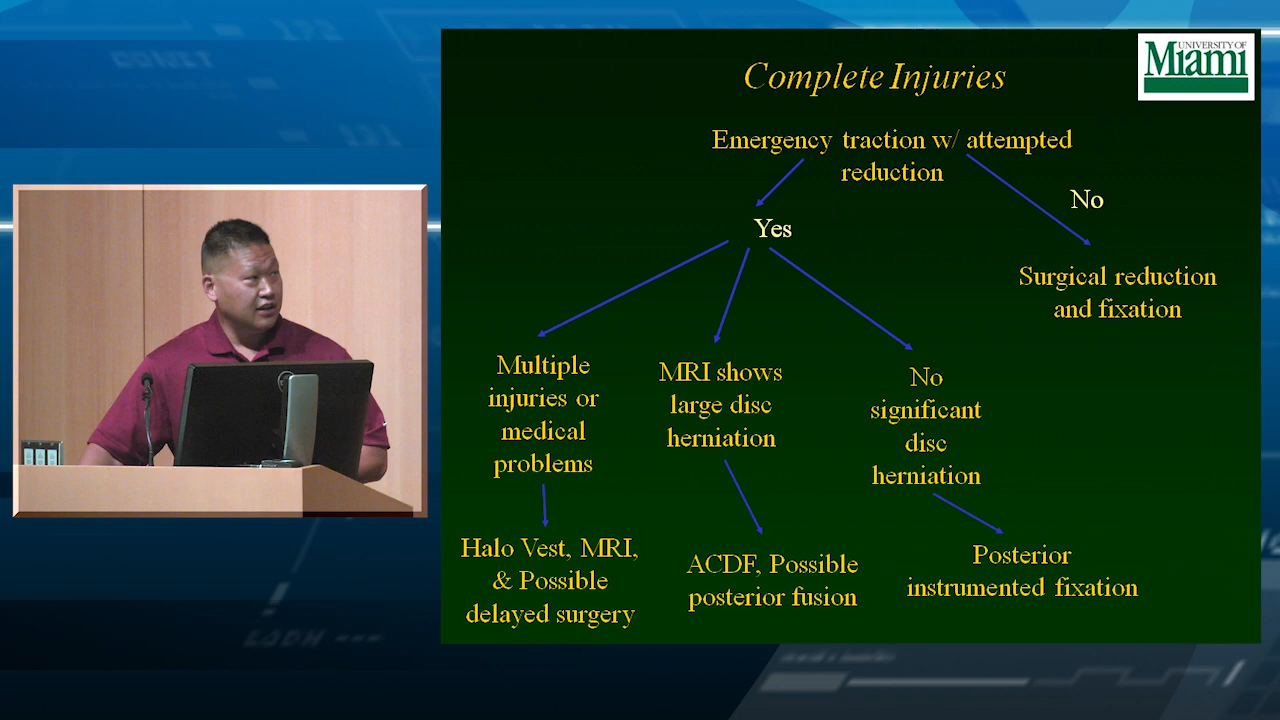 UNIVERSITY OF
Miami
Complete Injuries
Emergency traction w/ attempted
reduction
No
Yes
Surgical reduction
and fixation
Multiple
injuries or
medical
problems
MRI shows
large disc
herniation
No
significant
disc
herniation
Halo Vest, MRI,
& Possible
delayed surgery
ACDF, Possible
posterior fusion
Posterior
instrumented fixation